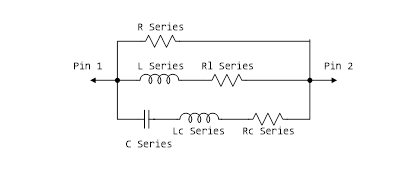 R Series
Pin 1
L Series
Rl Series
Pin 2
Lc Series
Rc Series
C Series